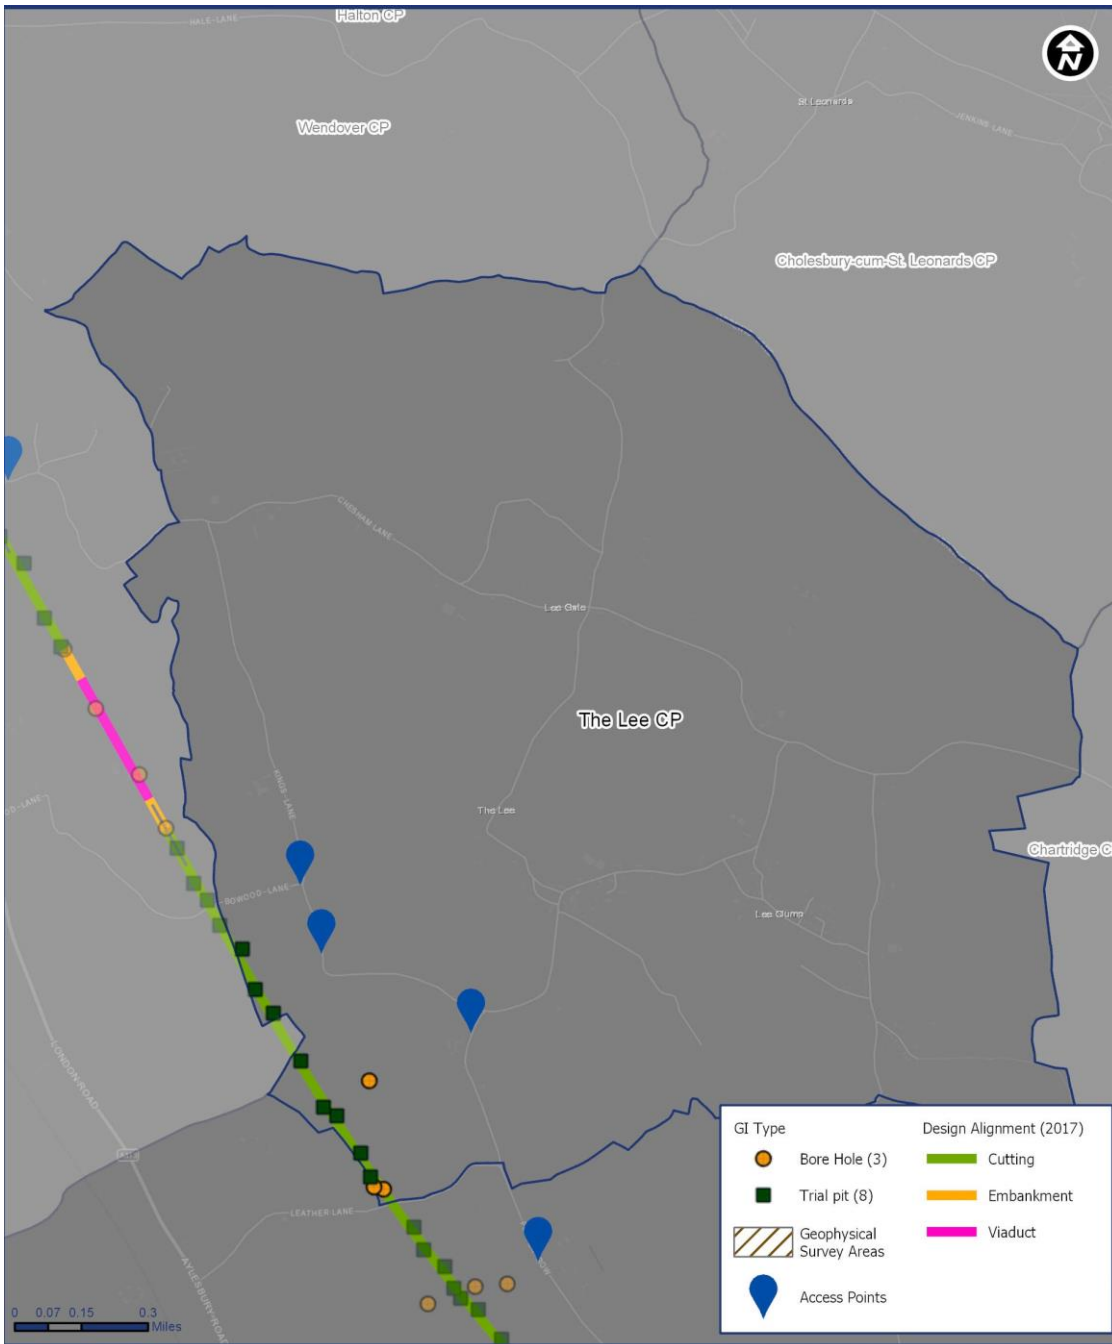 Halton CP
HALE-LANE
N
St Leonards
JENKINS-LANE
Wendover CP
Cholesbury-cum-St. Leonards CP
CHESHAM LANE
Lee Gate
The Lee CP
KINGS-LANE
The Lee
D-LANE
Chartridge C
BOWOOD-LANE
Lee Clump
LONDON-ROAD
LEATHER-LANE
OW
AYLESBURY-ROAD
GI Type
Bore Hole (3)
Trial pit (8)
Geophysical
Survey Areas
Access Points
Design Alignment (2017)
Cutting
Embankment
Viaduct
0 0.07 0.15 0.3
Miles